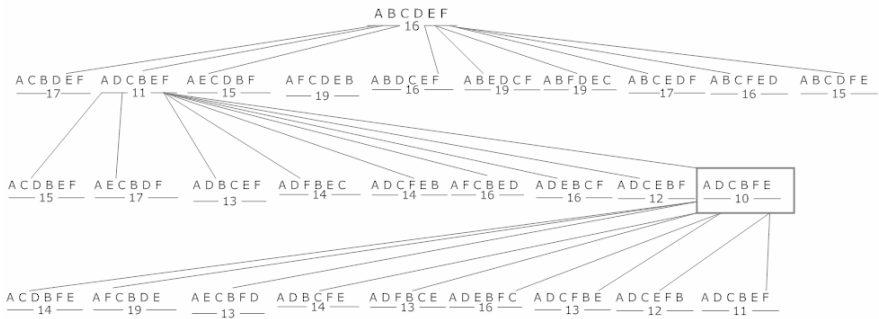 A B C D E F
16
A C B D E F A D C B E F A E C D B F A F C D E B A B D C E F A B E D C F A B F D E C A B C E D F A B C F E D A B C D F E
17 11 15 19 16 19 19 17 16 15
A C D B E F A E C B D F A D B C E F A D F B E C A D C F E B A F C B E D A D E B C F A D C E B F A D C B F E
15 17 13 14 14 16 16 12 10
A C D B F E A F C B D E A E C B F D A D B C F E A D F B C E A D E B F C A D C F B E A D C E F B A D C B E F
14 19 13 14 13 16 13 12 11